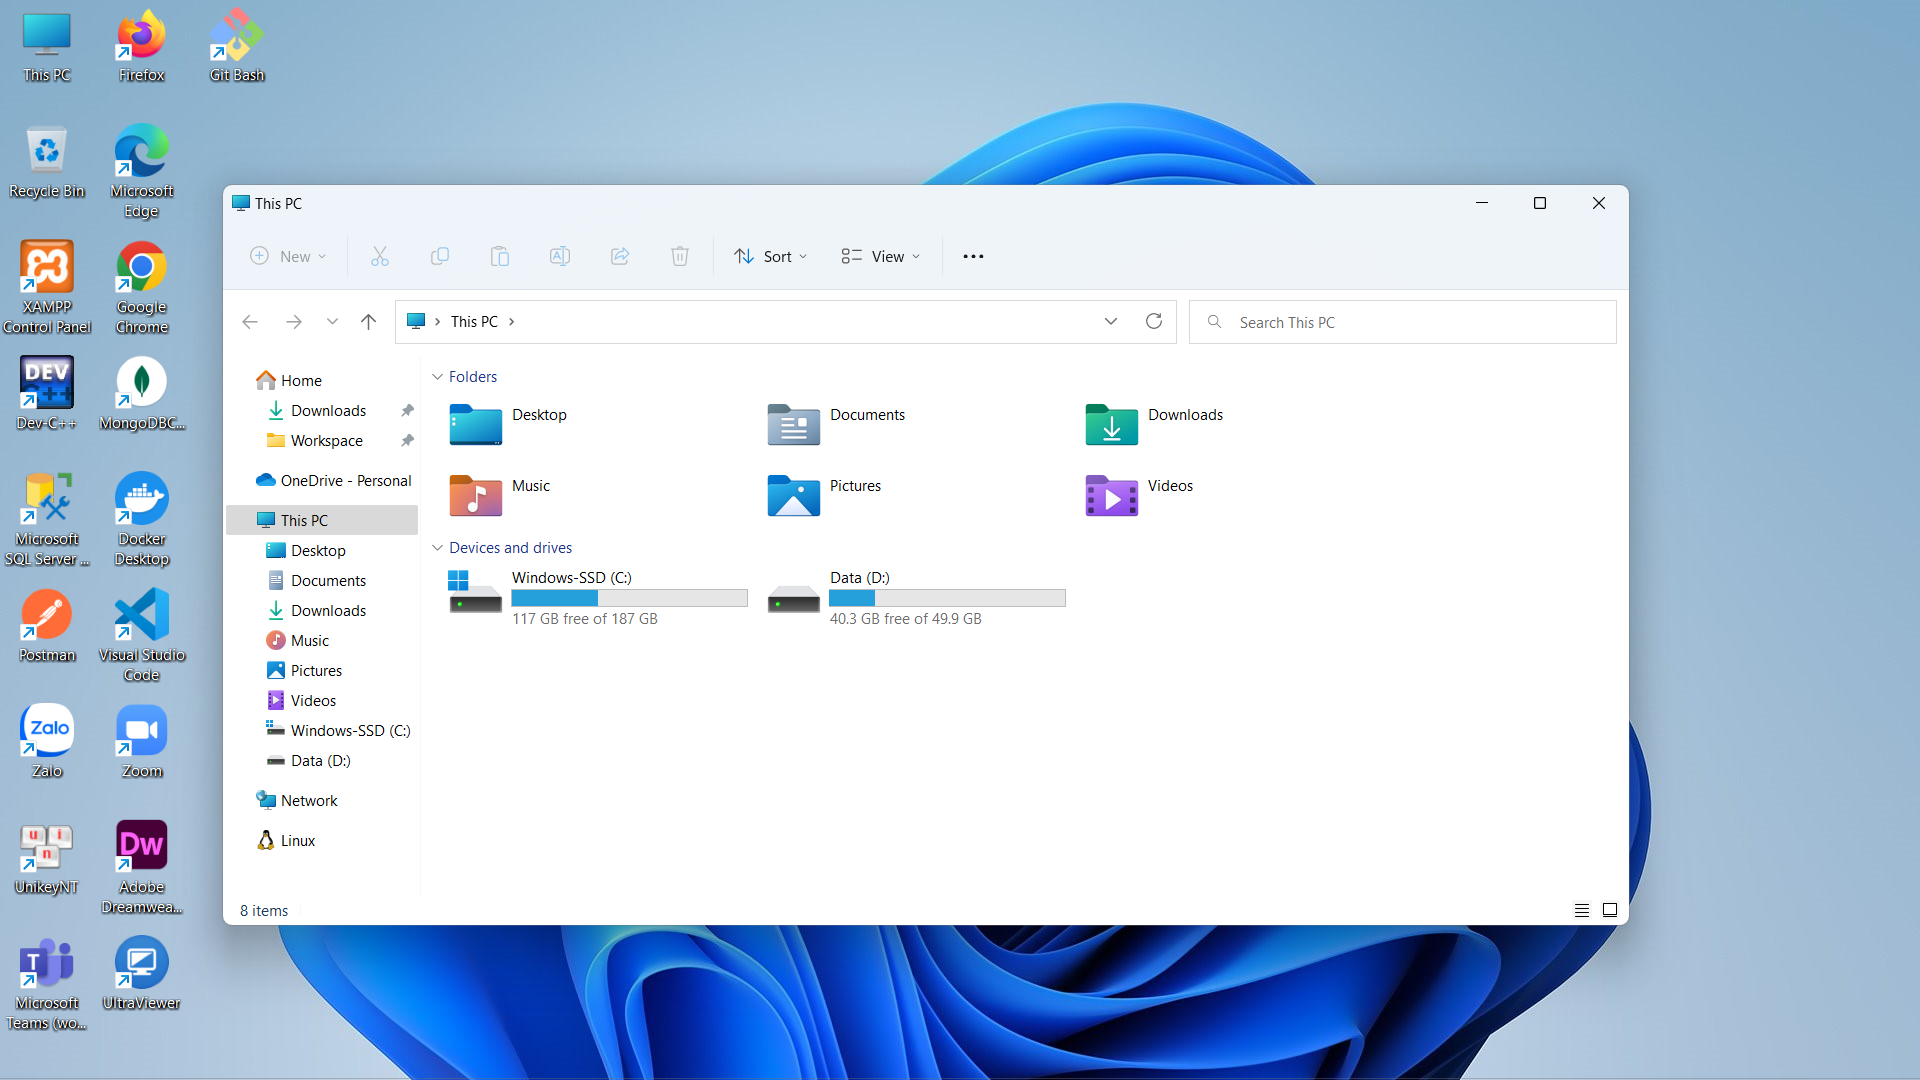 This PC
Firefox
Git Bash
Recycle Bin
Microsoft
Edge
XAMPP
Control Panel
Google
Chrome
DEV
C++
Dev-C++
MongoDBC...
Microsoft
SQL Server ...
Docker
Desktop
Postman
Visual Studio
Code
Zalo
Zalo
Zoom
u i
n
UnikeyNT
Dw
Adobe
Dreamwea...
T
Microsoft
Teams (wo...
UltraViewer
This PC
New
Sort
View
This PC
Search This PC
Home
Downloads
Workspace
OneDrive - Personal
This PC
Desktop
Documents
Downloads
Music
Pictures
Videos
Windows-SSD (C:)
Data (D:)
Network
Linux
Folders
Desktop
Documents
Downloads
Music
Pictures
Videos
Devices and drives
Windows-SSD (C:)
117 GB free of 187 GB
Data (D:)
40.3 GB free of 49.9 GB
8 items